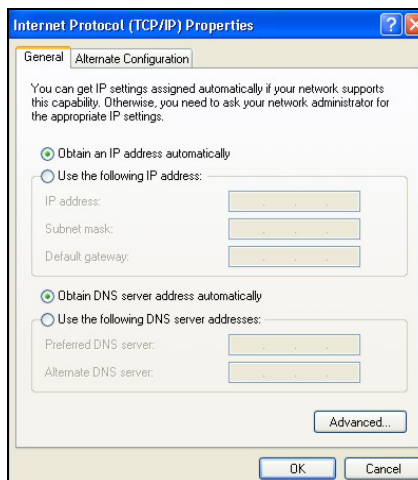 Internet Protocol (TCP/IP) Properties
General Alternate Configuration
You can get IP settings assigned automatically if your network supports
this capability. Otherwise, you need to ask your network administrator for
the appropriate IP settings.
Obtain an IP address automatically
Use the following IP address:
IP address:
Subnet mask:
Default gateway:
Obtain DNS server address automatically
Use the following DNS server addresses:
Preferred DNS server:
Alternate DNS server:
Advanced...
OK Cancel